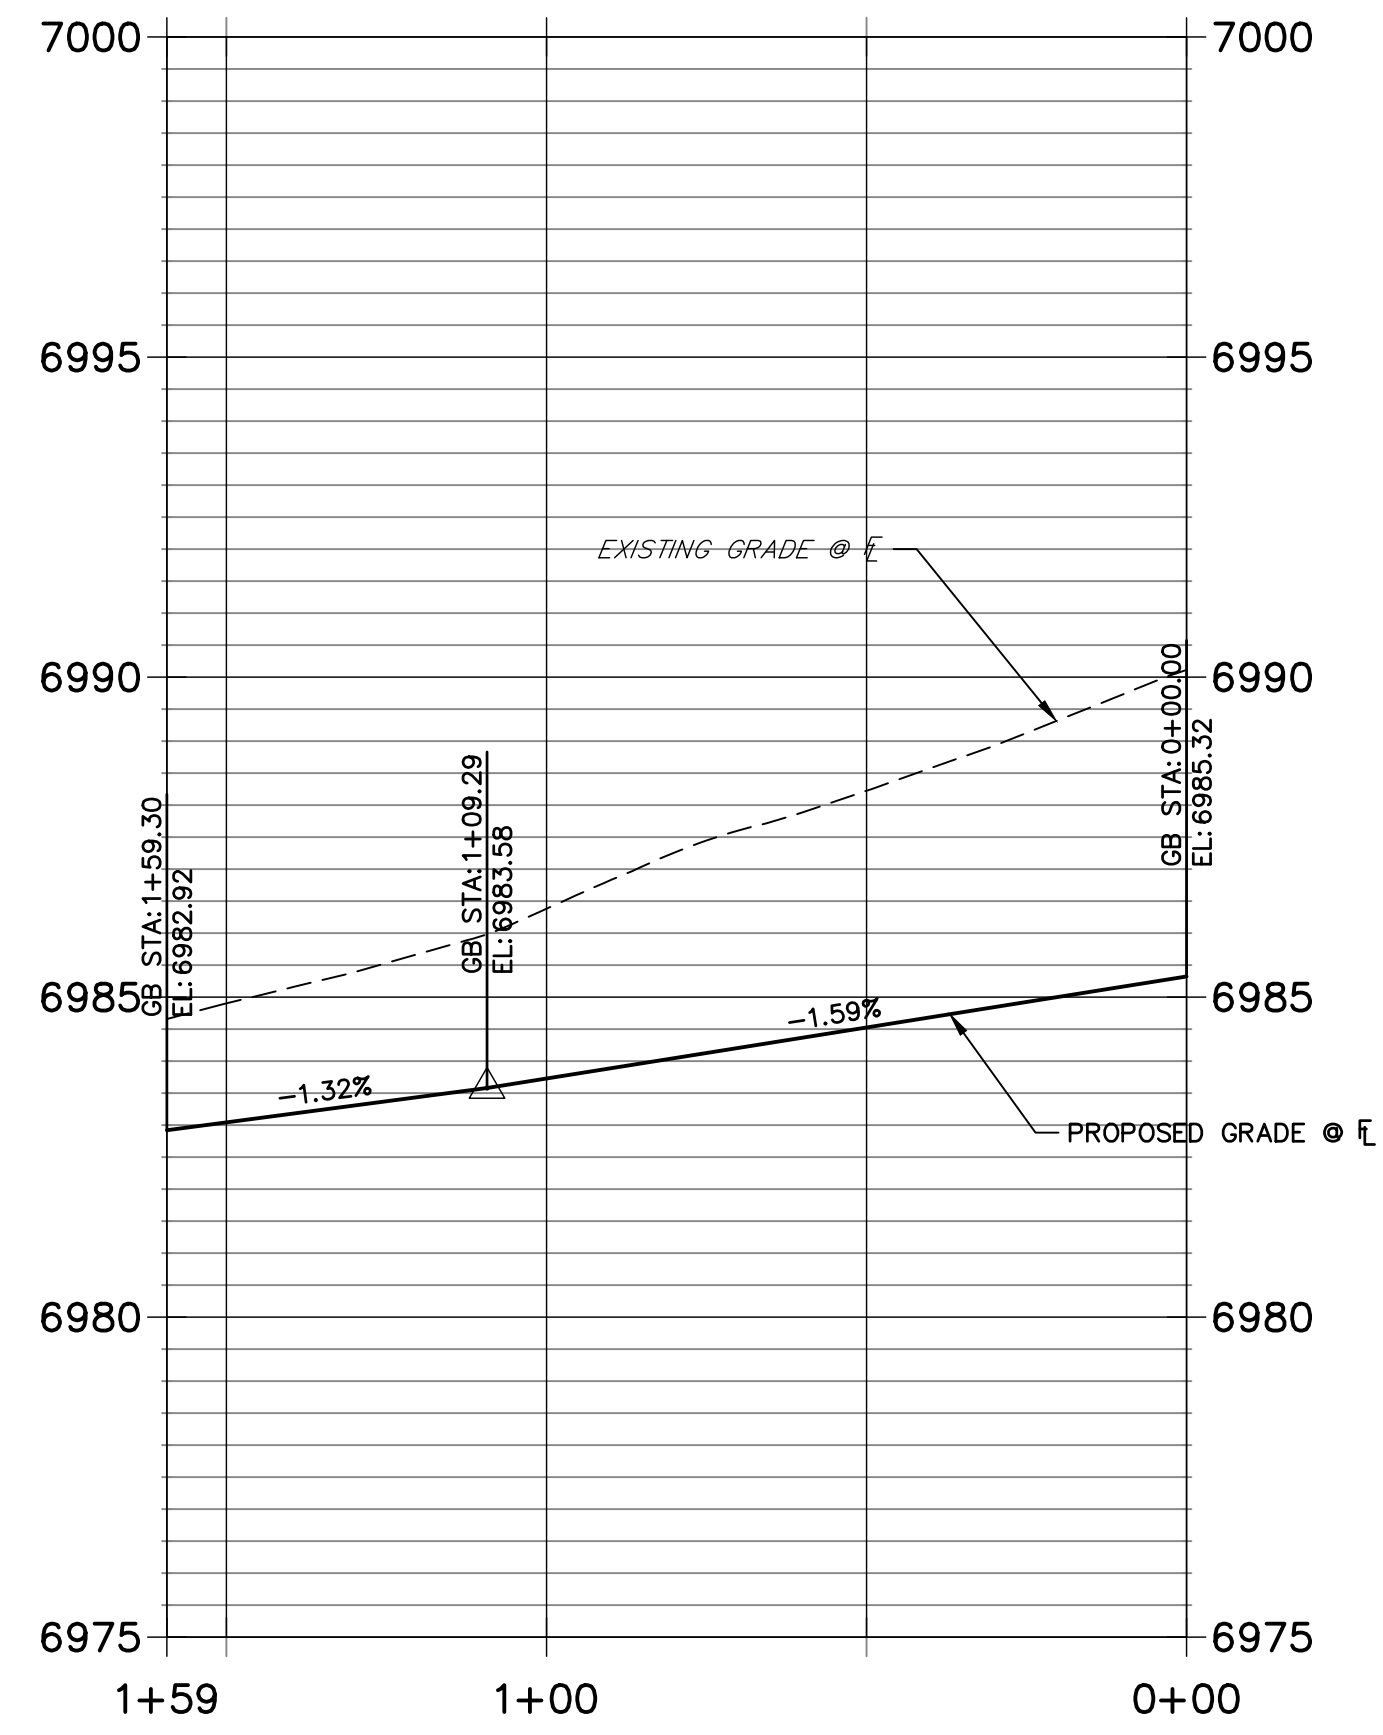 7000
7000
6995
6995
EXISTING GRADE @ FL
6990
6990
GB STA:0+00.00
EL:6985.32
GB STA:1+09.29
EL:6983.58
GB STA:1+59.30
EL:6982.92
6985
6985
-1.59%
-1.32%
PROPOSED GRADE @ FL
6980
6980
6975
6975
1+59
1+00
0+00